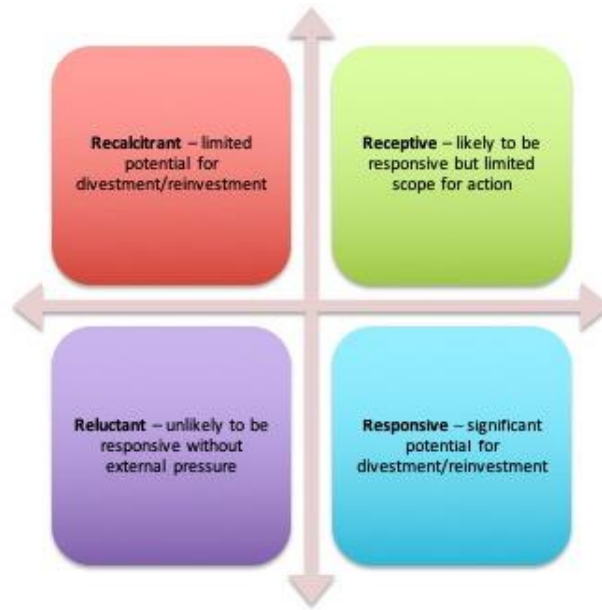 Recalcitrant – limited
potential for
divestment/reinvestment
Receptive – likely to be
responsive but limited
scope for action
Reluctant – unlikely to be
responsive without
external pressure
Responsive – significant
potential for
divestment/reinvestment